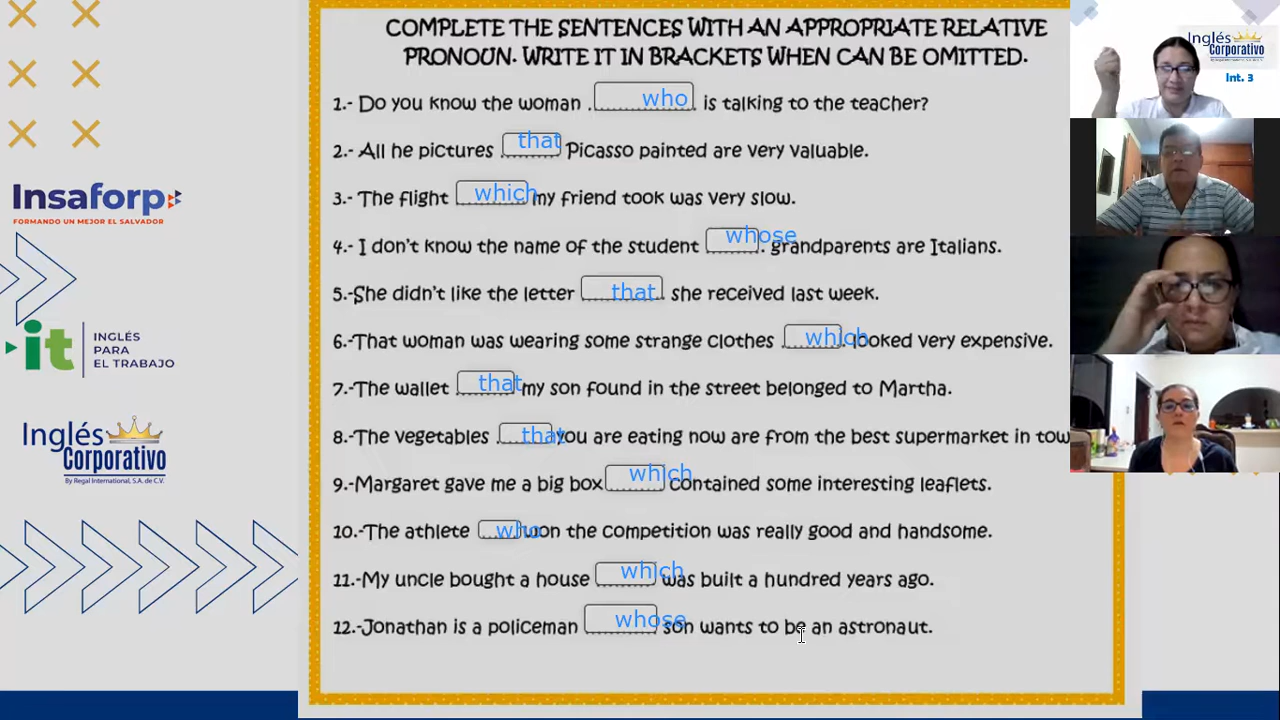 COMPLETE THE SENTENCES WITH AN APPROPRIATE RELATIVE
PRONOUN. WRITE IT IN BRACKETS WHEN CAN BE OMITTED.
1.- Do you know the woman who is talking to the teacher?
2.- All he pictures that Picasso painted are very valuable.
3.- The flight which my friend took was very slow.
4.- I don't know the name of the student whose grandparents are Italians.
5.-She didn't like the letter that she received last week.
6.-That woman was wearing some strange clothes which looked very expensive.
7.-The wallet that my son found in the street belonged to Martha.
8.-The vegetables that you are eating now are from the best supermarket in tow
9.-Margaret gave me a big box which contained some interesting leaflets.
10.-The athlete who won the competition was really good and handsome.
11.-My uncle bought a house which was built a hundred years ago.
12.-Jonathan is a policeman whose son wants to be an astronaut.
Insaforp
FORMANDO UN MEJOR EL SALVADOR
it
INGLÉS
PARA
EL TRABAJO
Inglés
Corporativo
By Regal International, S.A. de C.V.
Inglés
Corporativo
Int. 3